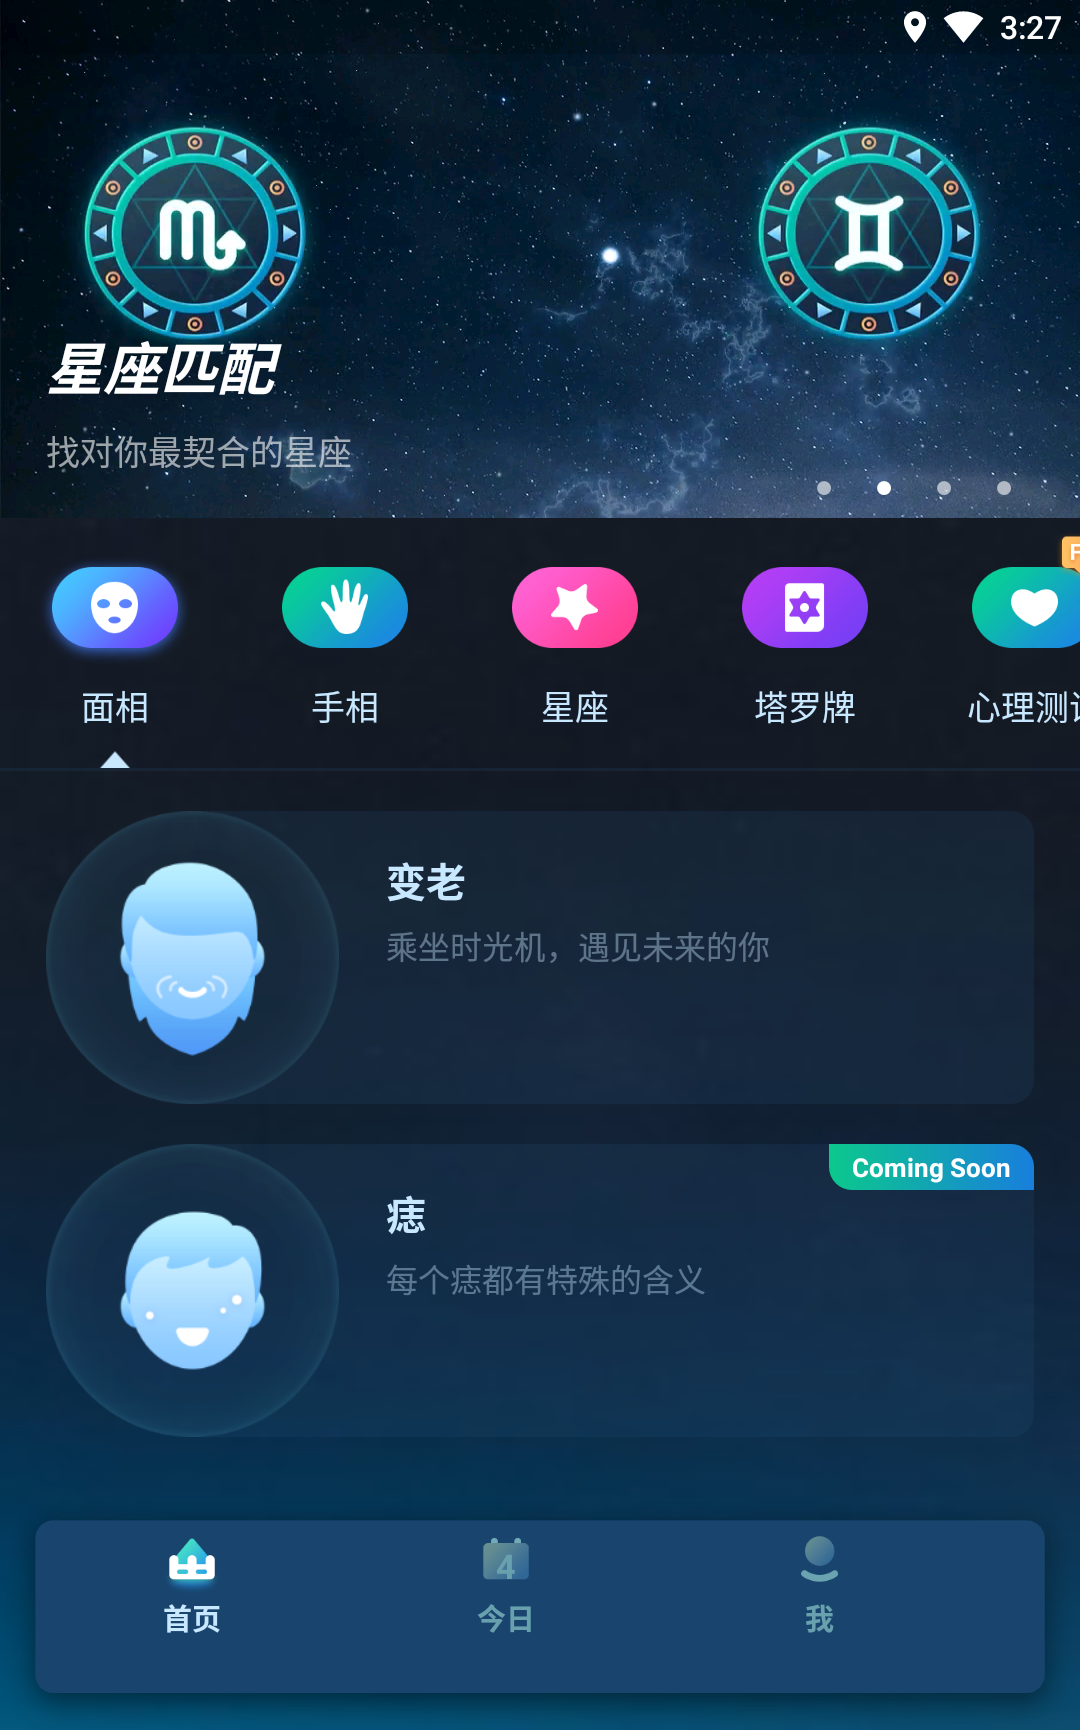 3:27
星座匹配
找对你最契合的星座
面相
手相
星座
塔罗牌
心理测
变老
乘坐时光机，遇见未来的你
Coming Soon
痣
每个痣都有特殊的含义
4
首页
今日
我